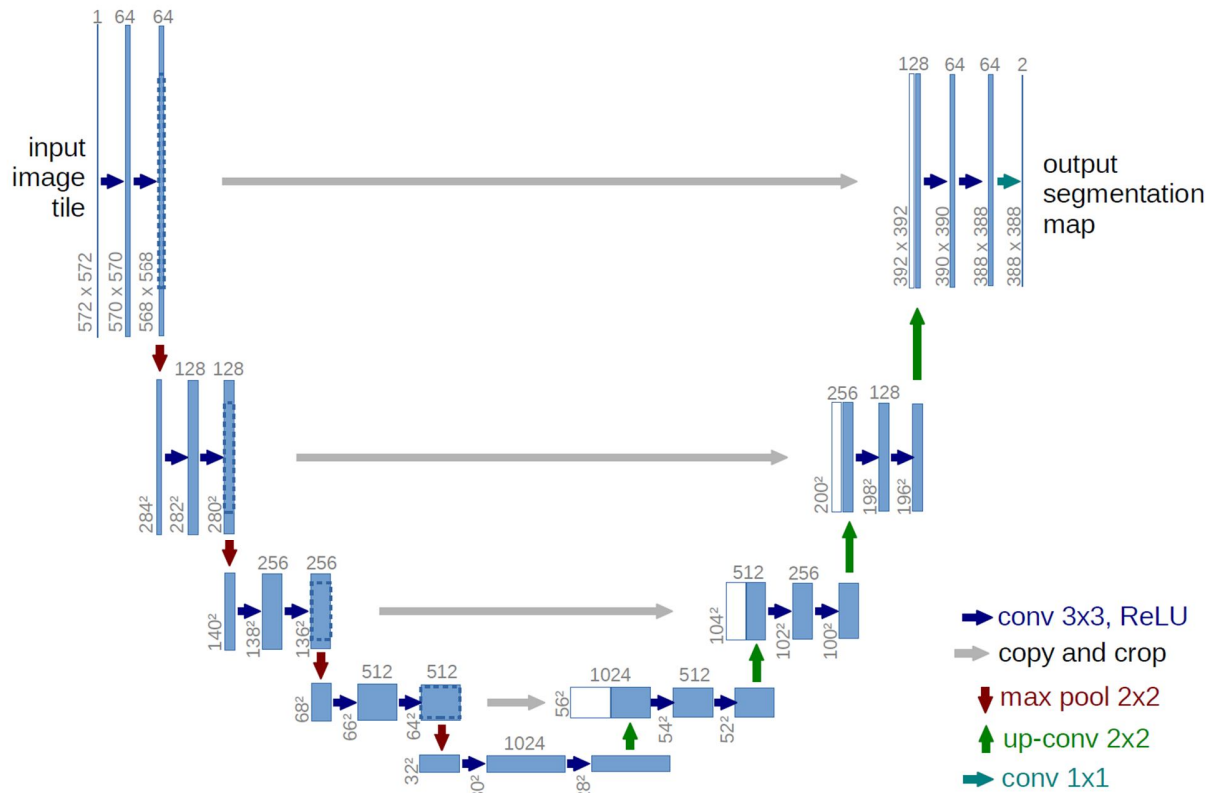 1 64 64
128 64 64 2
input
image
tile
output
segmentation
map
572 x 572
570 x 570
568 x 568
392 x 392
390 x 390
388 x 388
388 x 388
128 128
256 128
284²
282²
280²
200²
198²
196²
256 256
512 256
140²
138²
136²
104²
102²
100²
512 512
1024 512
68²
66²
64²
56²
54²
52²
1024
32²
conv 3x3, ReLU
copy and crop
max pool 2x2
up-conv 2x2
conv 1x1